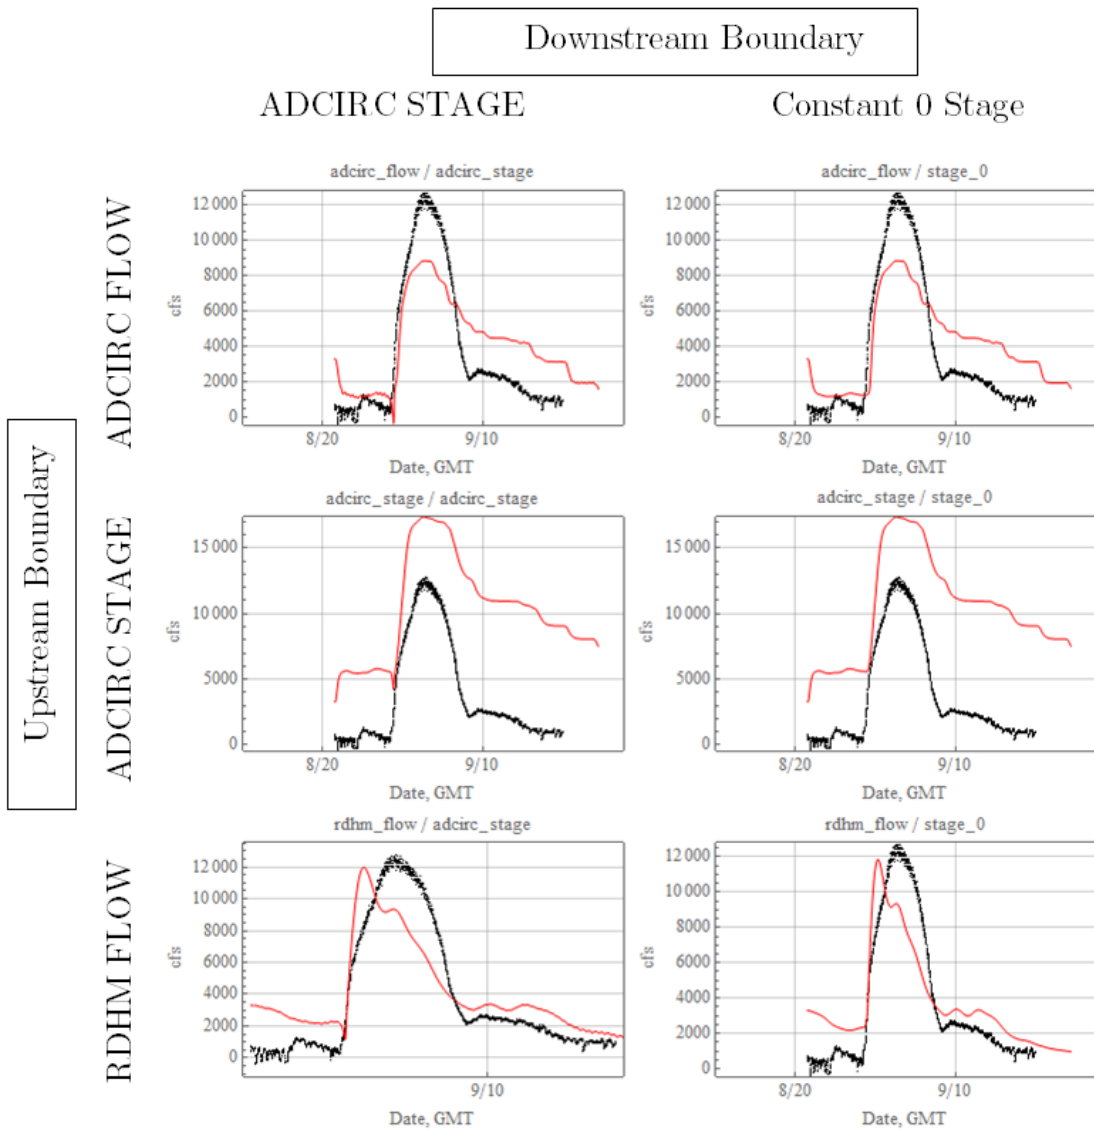 Downstream Boundary
ADCIRC STAGE
Constant 0 Stage
Upstream Boundary
ADCIRC FLOW
adcirc_flow / adcirc_stage
12 000
10 000
8000
6000
4000
2000
0
cfs
8/20
9/10
Date, GMT
adcirc_flow / stage_0
12 000
10 000
8000
6000
4000
2000
0
cfs
8/20
9/10
Date, GMT
ADCIRC STAGE
adcirc_stage / adcirc_stage
15 000
10 000
5000
0
cfs
8/20
9/10
Date, GMT
adcirc_stage / stage_0
15 000
10 000
5000
0
cfs
8/20
9/10
Date, GMT
RDHM FLOW
rdhm_flow / adcirc_stage
12 000
10 000
8000
6000
4000
2000
0
cfs
9/10
Date, GMT
rdhm_flow / stage_0
12 000
10 000
8000
6000
4000
2000
0
cfs
8/20
9/10
Date, GMT